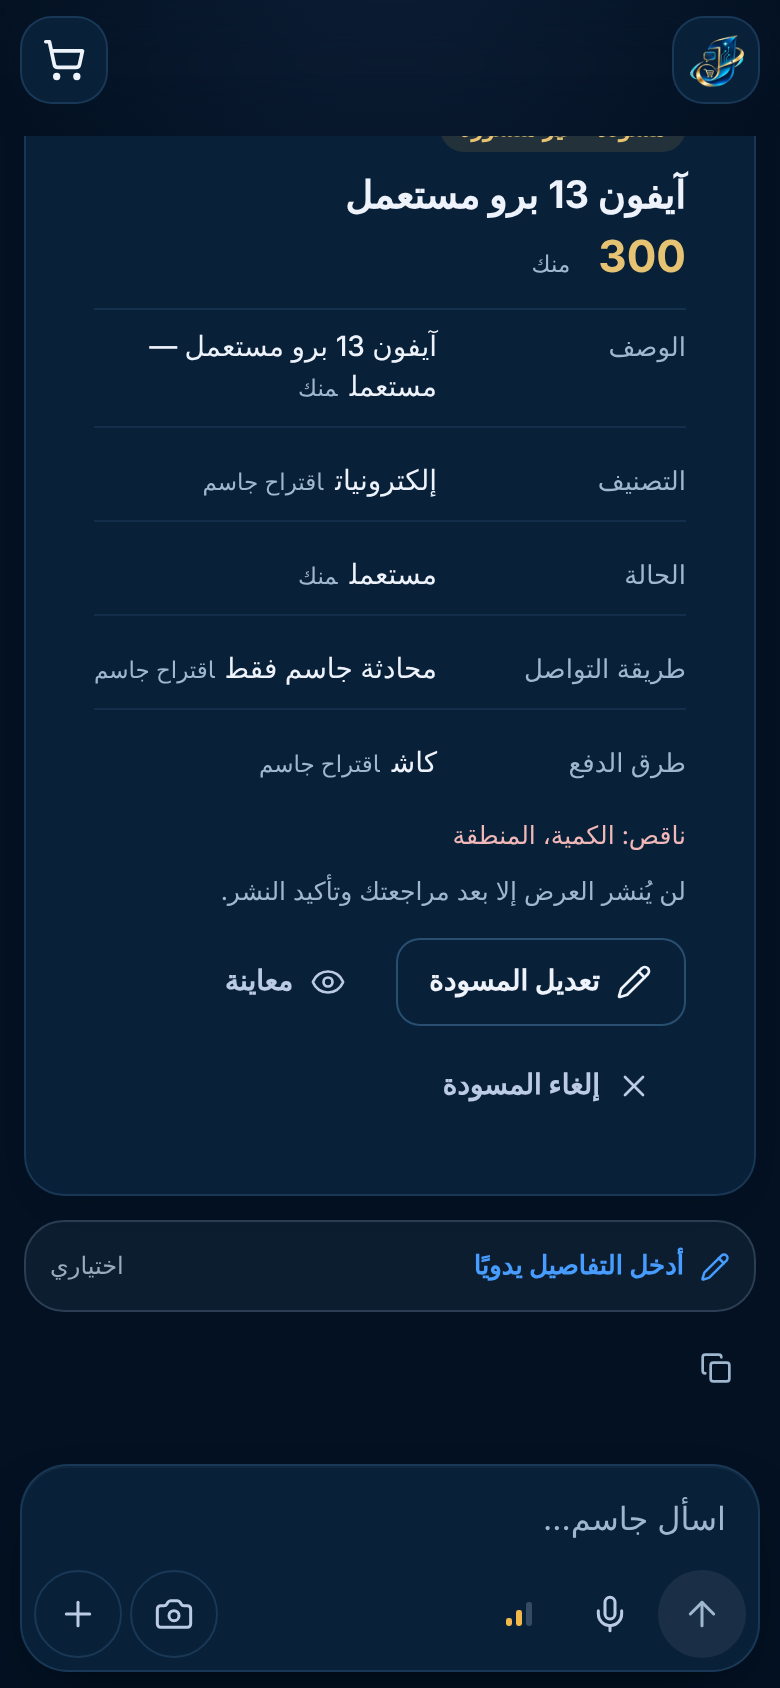 آيفون 13 برو مستعمل
300 منك
الوصف
آيفون 13 برو مستعمل —
مستعمل منك
التصنيف
إلكترونيات اقتراح جاسم
الحالة
مستعمل منك
طريقة التواصل
محادثة جاسم فقط اقتراح جاسم
طرق الدفع
كاش اقتراح جاسم
ناقص: الكمية، المنطقة
لن يُنشر العرض إلا بعد مراجعتك وتأكيد النشر.
تعديل المسودة
معاينة
إلغاء المسودة
أدخل التفاصيل يدويًا
اختياري
اسأل جاسم...